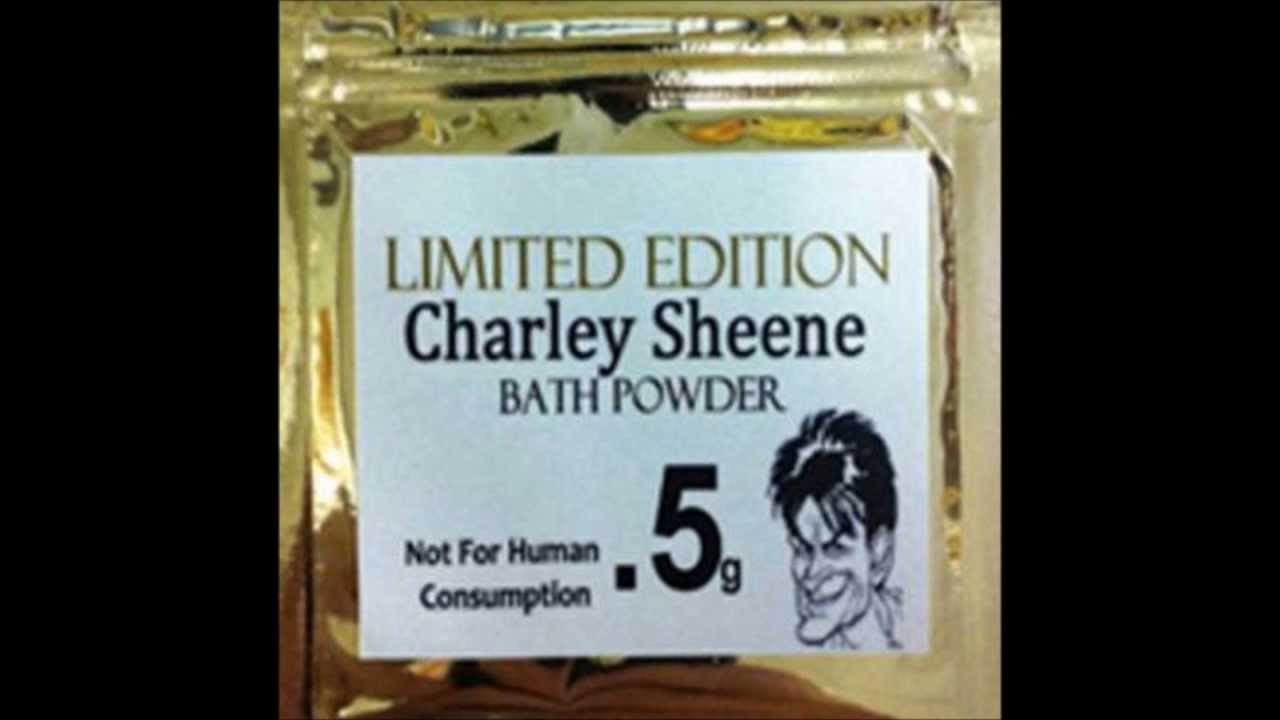 LIMITED EDITION
Charley Sheene
BATH POWDER
.5g
Not For Human
Consumption